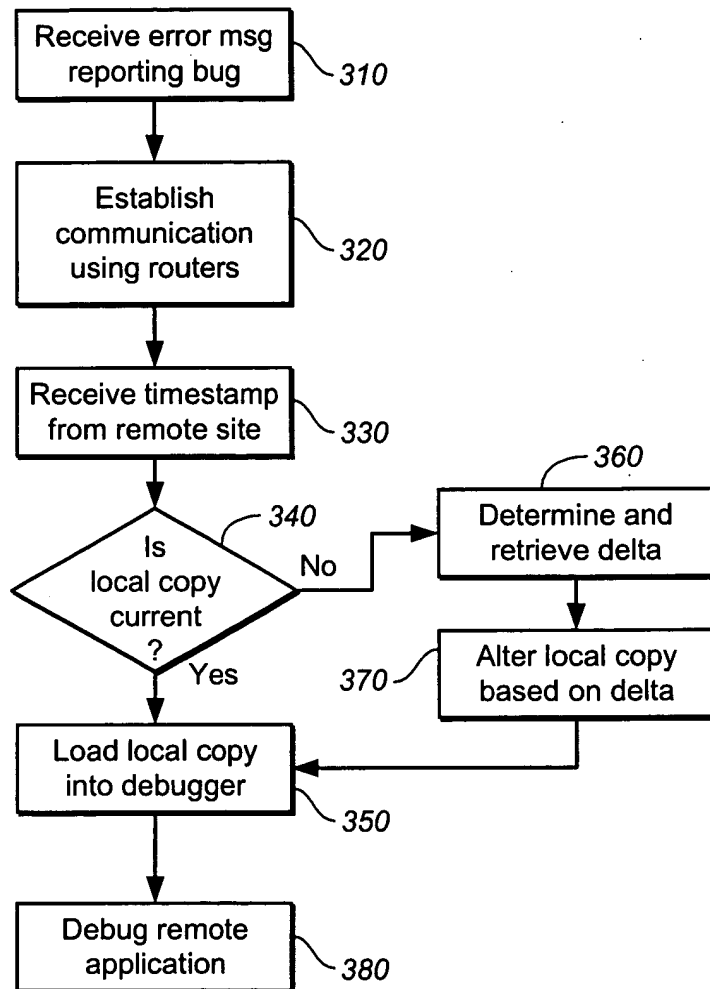 Receive error msg
reporting bug
310
Establish
communication
using routers
320
Receive timestamp
from remote site
330
340
Is
local copy
current
?
No
Yes
360
Determine and
retrieve delta
370
Alter local copy
based on delta
Load local copy
into debugger
350
Debug remote
application
380